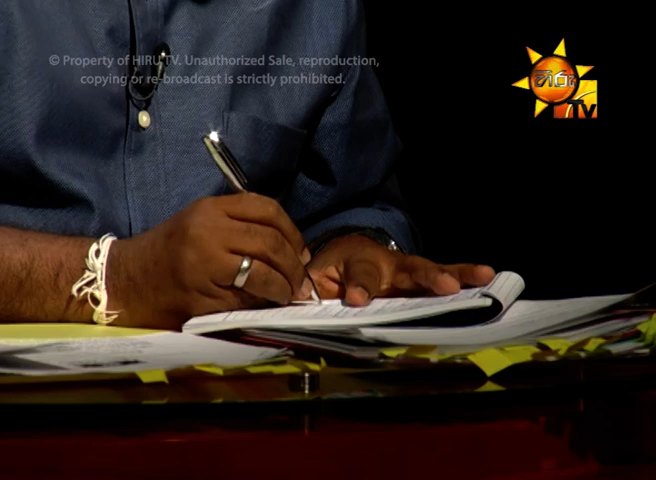 © Property of HIRU TV. Unauthorized Sale, reproduction,
copying or re-broadcast is strictly prohibited.
හිරු
TV